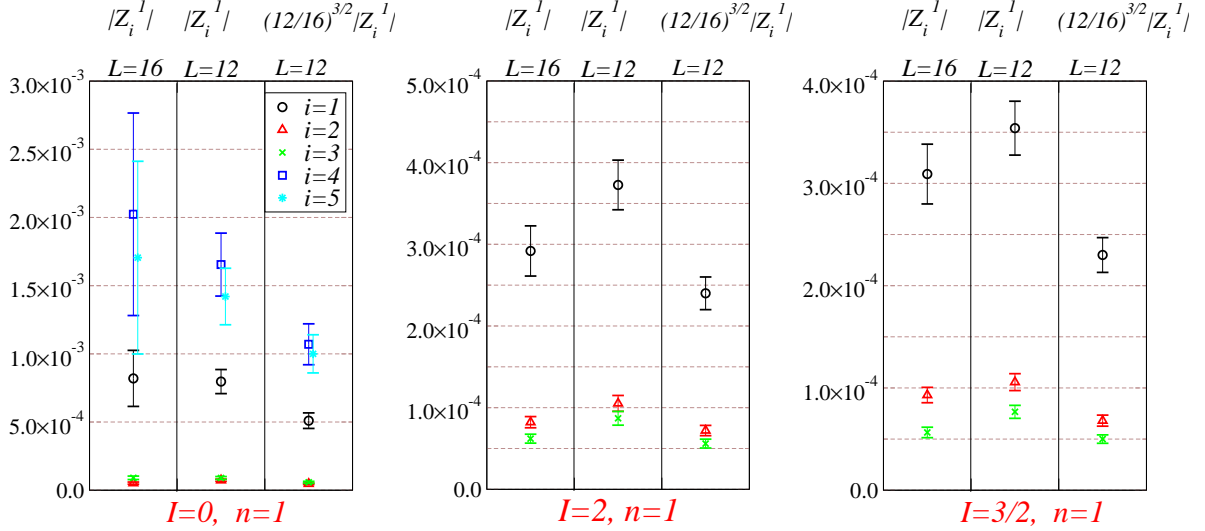 |Z_i^1| |Z_i^1| (12/16)^{3/2}|Z_i^1|
L=16 L=12 L=12
3.0×10^{-3}
2.5×10^{-3}
2.0×10^{-3}
1.5×10^{-3}
1.0×10^{-3}
5.0×10^{-4}
0.0
i=1
i=2
i=3
i=4
i=5
I=0, n=1
|Z_i^1| |Z_i^1| (12/16)^{3/2}|Z_i^1|
L=16 L=12 L=12
5.0×10^{-4}
4.0×10^{-4}
3.0×10^{-4}
2.0×10^{-4}
1.0×10^{-4}
0.0
I=2, n=1
|Z_i^1| |Z_i^1| (12/16)^{3/2}|Z_i^1|
L=16 L=12 L=12
4.0×10^{-4}
3.0×10^{-4}
2.0×10^{-4}
1.0×10^{-4}
0.0
I=3/2, n=1